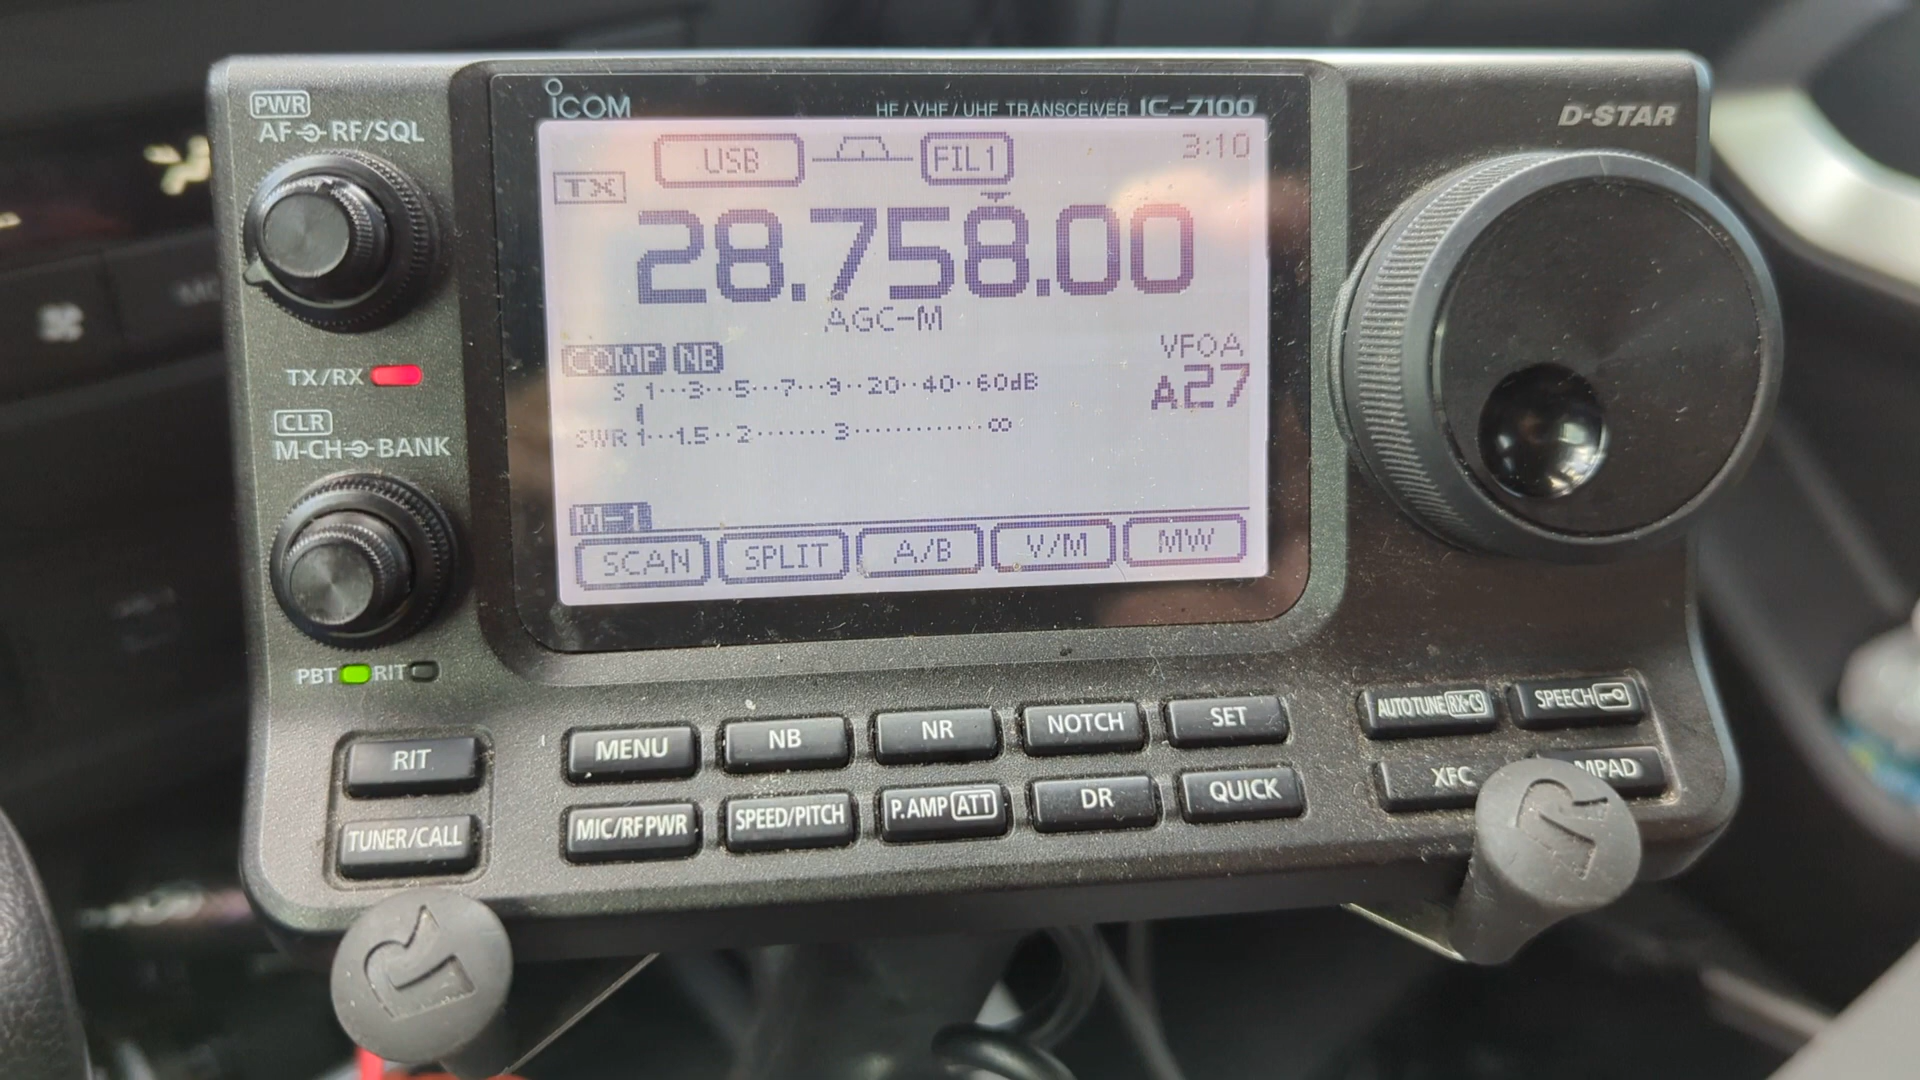 PWR
AF RF/SQL
ICOM
HF/VHF/UHF TRANSCEIVER IC-7100
D-STAR
USB FIL1 3:10
TX
28.758.00
AGC-M
COMP NB
VFOA
A27
S 1···3···5···7···9··20··40··60dB
SWR 1···1.5··2·······3············∞
M-1
SCAN SPLIT A/B V/M MW
TX/RX
CLR
M-CH BANK
PBT RIT
RIT
TUNER/CALL
MENU NB NR NOTCH SET
MIC/RF PWR SPEED/PITCH P.AMP ATT DR QUICK
AUTOTUNE RX>CS SPEECH
XFC MPAD